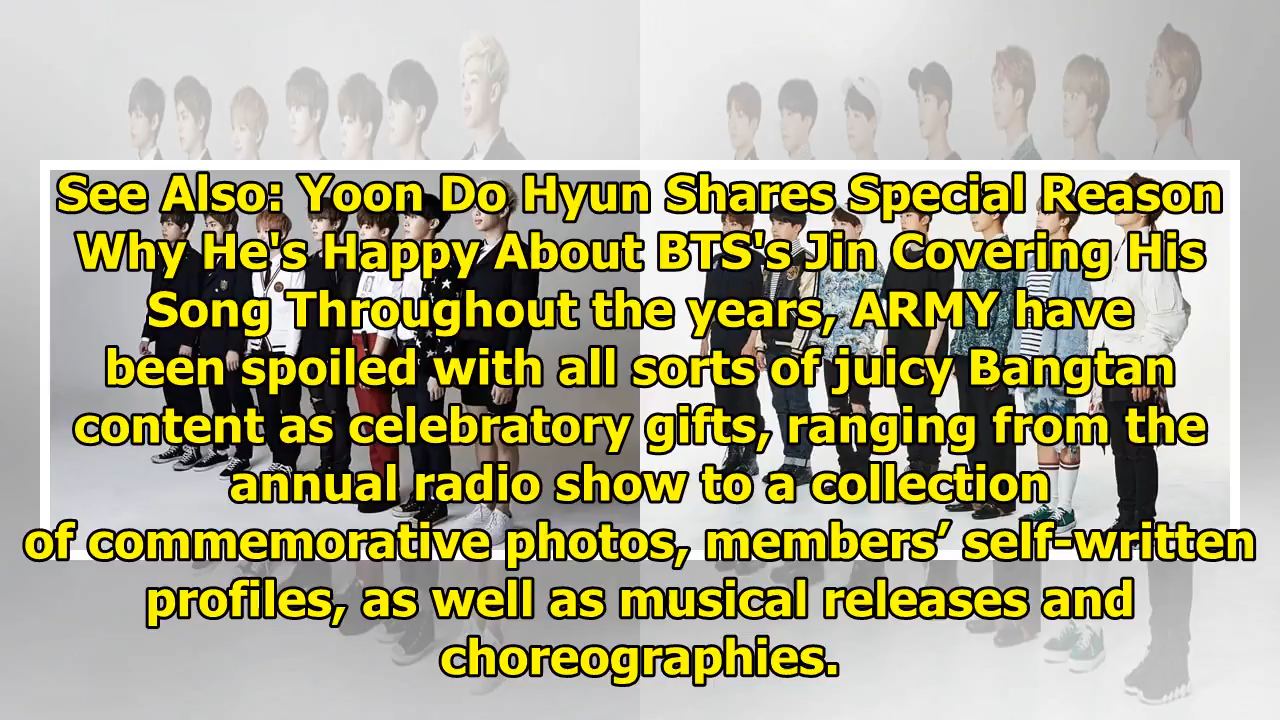 See Also: Yoon Do Hyun Shares Special Reason
Why He's Happy About BTS's Jin Covering His
Song Throughout the years, ARMY have
been spoiled with all sorts of juicy Bangtan
content as celebratory gifts, ranging from the
annual radio show to a collection
of commemorative photos, members’ self-written
profiles, as well as musical releases and
choreographies.